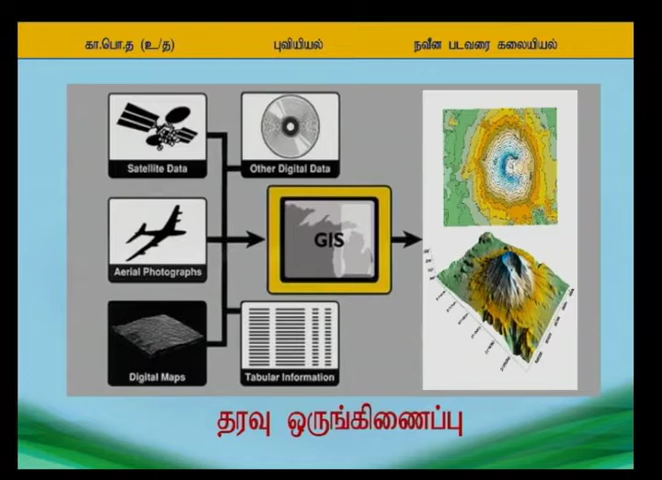 கா.பொ.த (உ/த) புவியியல் நவீன படவரை கலையியல்
Satellite Data
Other Digital Data
Aerial Photographs
GIS
Digital Maps
Tabular Information
தரவு ஒருங்கிணைப்பு